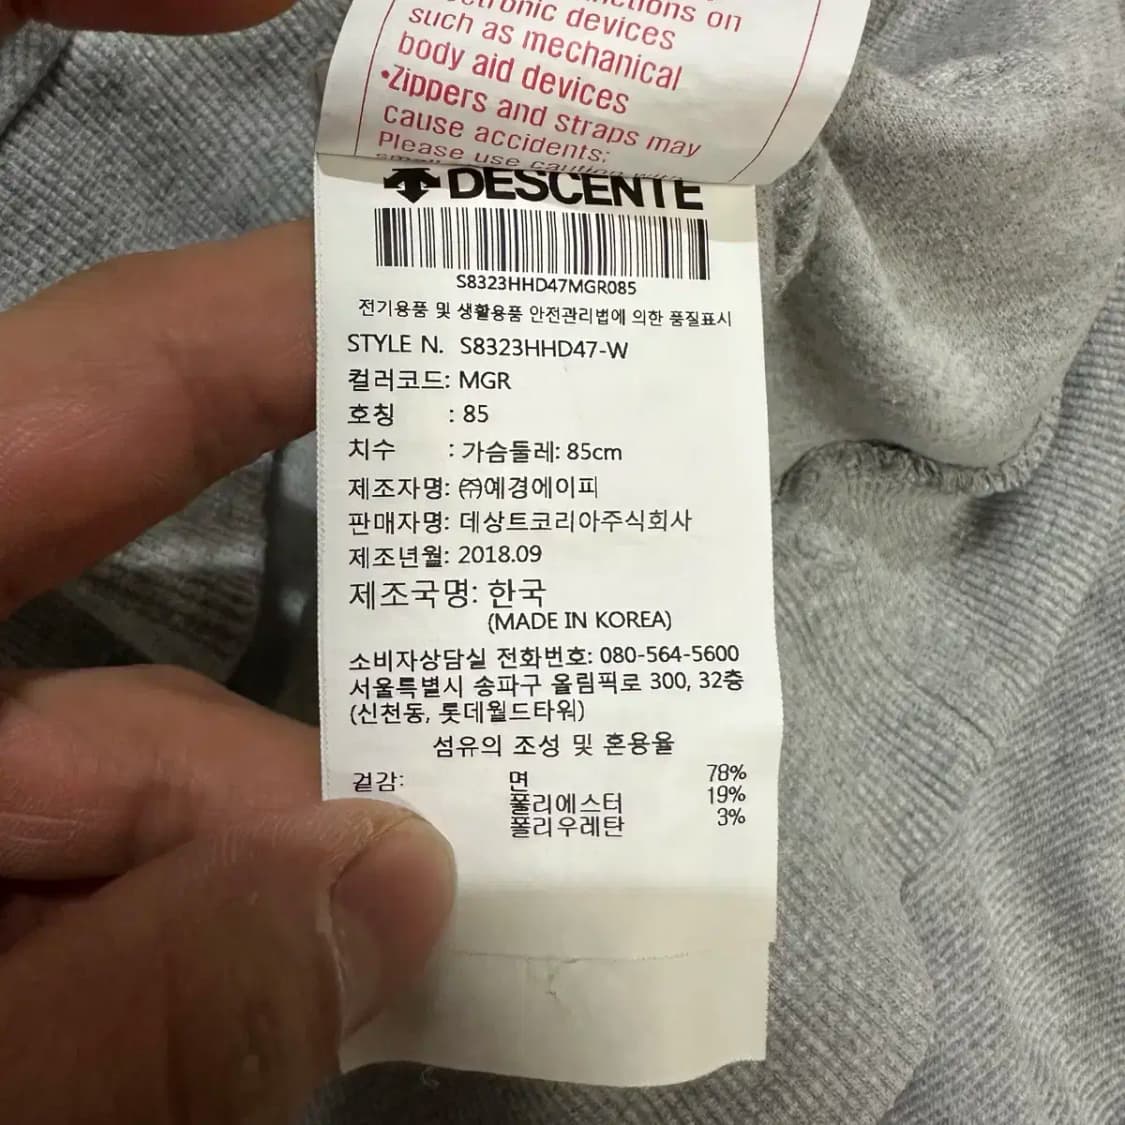 ctions on
ectronic devices
such as mechanical
body aid devices
•Zippers and straps may
cause accidents;
Please use caution with
DESCENTE
S8323HHD47MGR085
전기용품 및 생활용품 안전관리법에 의한 품질표시
STYLE N. S8323HHD47-W
컬러코드: MGR
호칭 : 85
치수 : 가슴둘레: 85cm
제조자명: ㈜예경에이피
판매자명: 데상트코리아주식회사
제조년월: 2018.09
제조국명: 한국
(MADE IN KOREA)
소비자상담실 전화번호: 080-564-5600
서울특별시 송파구 올림픽로 300, 32층
(신천동, 롯데월드타워)
섬유의 조성 및 혼용율
겉감: 면 78%
폴리에스터 19%
폴리우레탄 3%